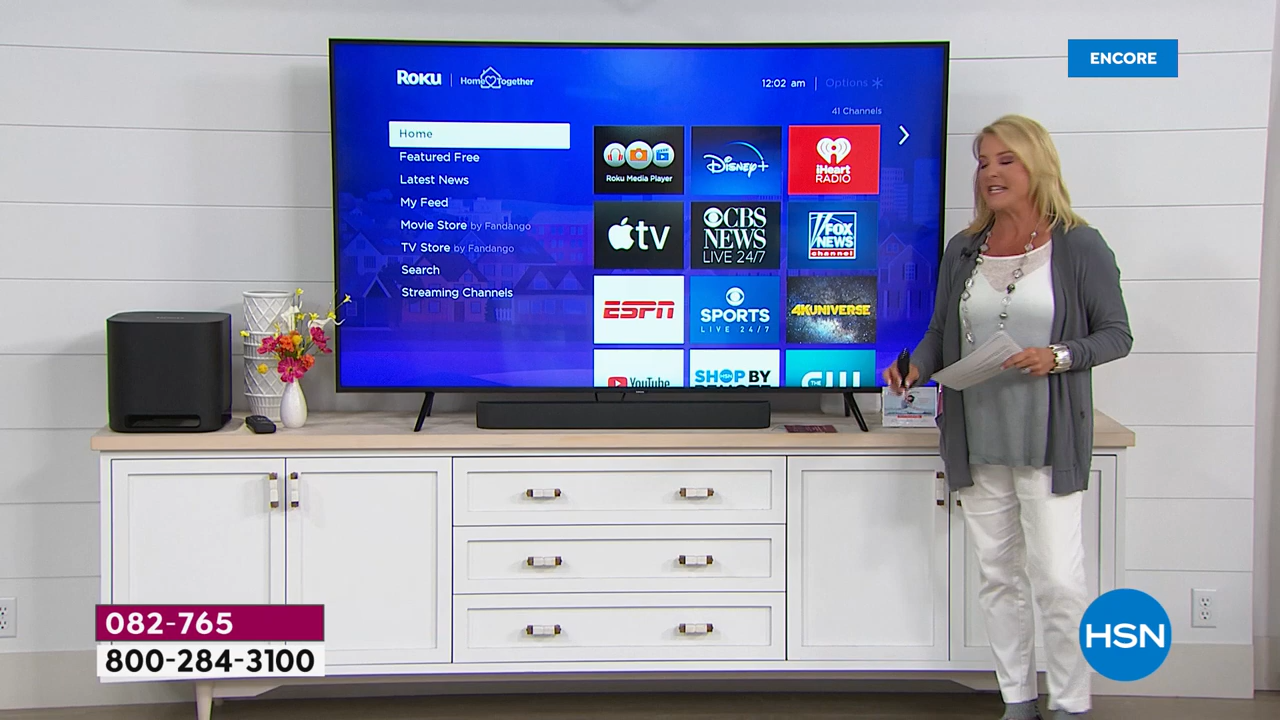 ENCORE
Roku | Home Together
12:02 am | Options
41 Channels
Home
Featured Free
Latest News
My Feed
Movie Store by Fandango
TV Store by Fandango
Search
Streaming Channels
Roku Media Player
Disney+
iHeart
RADIO
tv
CBS
NEWS
LIVE 24/7
FOX
NEWS
channel
ESPN
SPORTS
LIVE 24/7
4KUNIVERSE
YouTube
SHOP BY
THE CW
082-765
800-284-3100
HSN